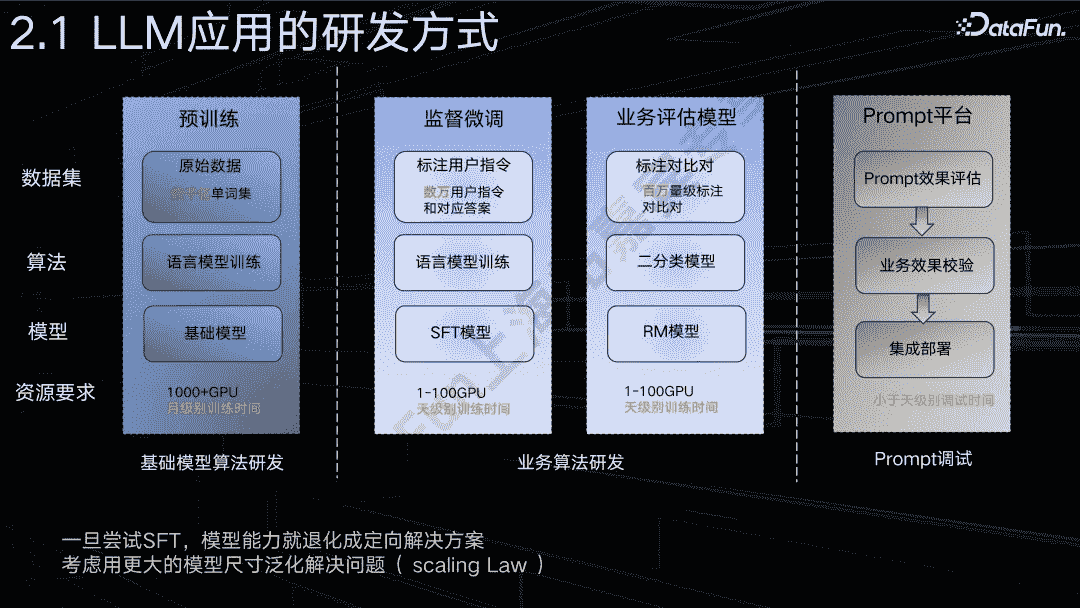 2.1 LLM应用的研发方式
DataFun.
预训练
监督微调
业务评估模型
Prompt平台
数据集
原始数据
单词集
标注用户指令
数万用户指令
和对应答案
标注对比对
百万量级标注
对比对
Prompt效果评估
算法
语言模型训练
语言模型训练
二分类模型
业务效果校验
模型
基础模型
SFT模型
RM模型
集成部署
资源要求
1000+GPU
月级别训练时间
1-100GPU
天级别训练时间
1-100GPU
天级别训练时间
小于天级别调试时间
基础模型算法研发
业务算法研发
Prompt调试
一旦尝试SFT，模型能力就退化成定向解决方案
考虑用更大的模型尺寸泛化解决问题（ scaling Law ）